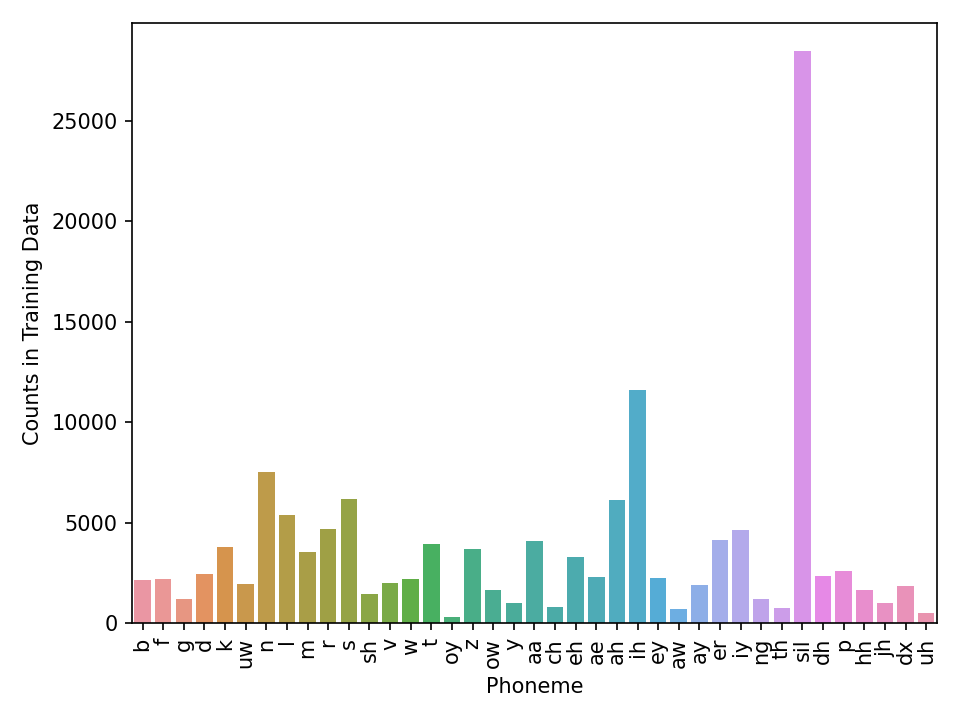 Counts in Training Data
25000
20000
15000
10000
5000
0
b f g d k uw n l m r s sh v w t oy z ow y aa ch eh ae ah ih ey aw ay er iy ng th sil dh p hh jh dx uh
Phoneme